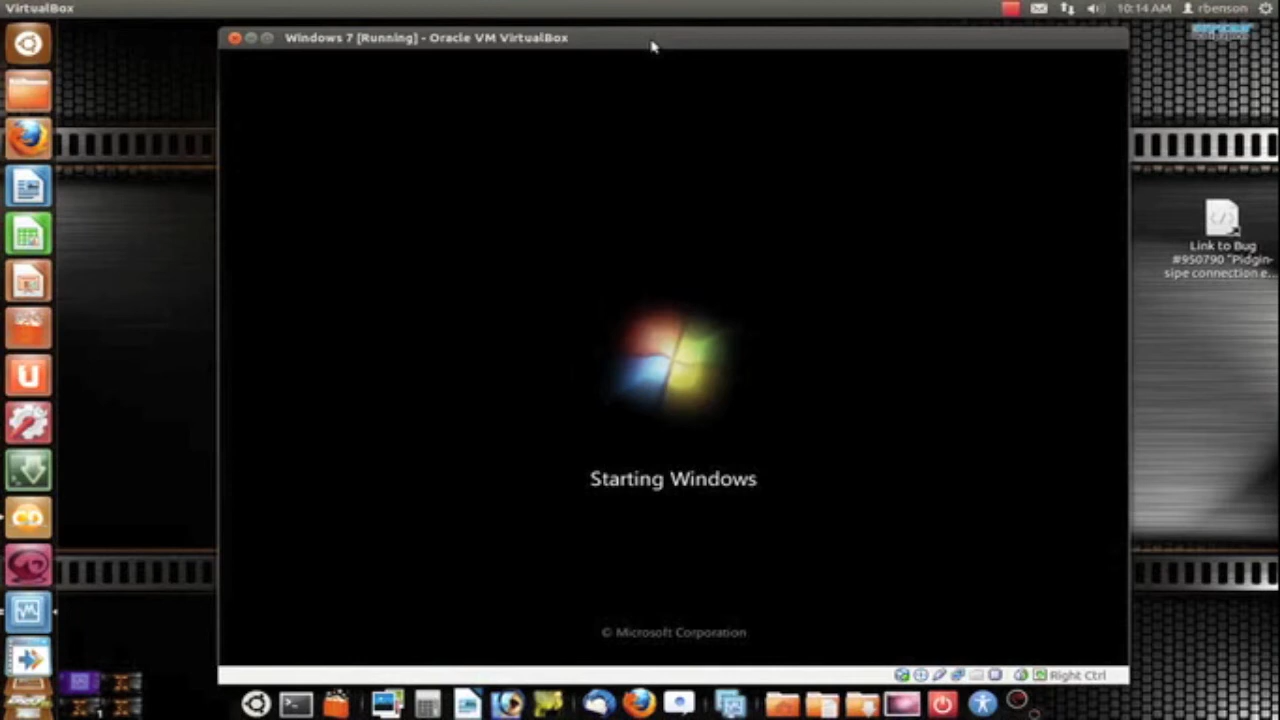 VirtualBox
10:14 AM
rbenson
Windows 7 [Running] - Oracle VM VirtualBox
Link to Bug
#950790 "Pidgin-
sipe connection e...
Starting Windows
© Microsoft Corporation
Right Ctrl